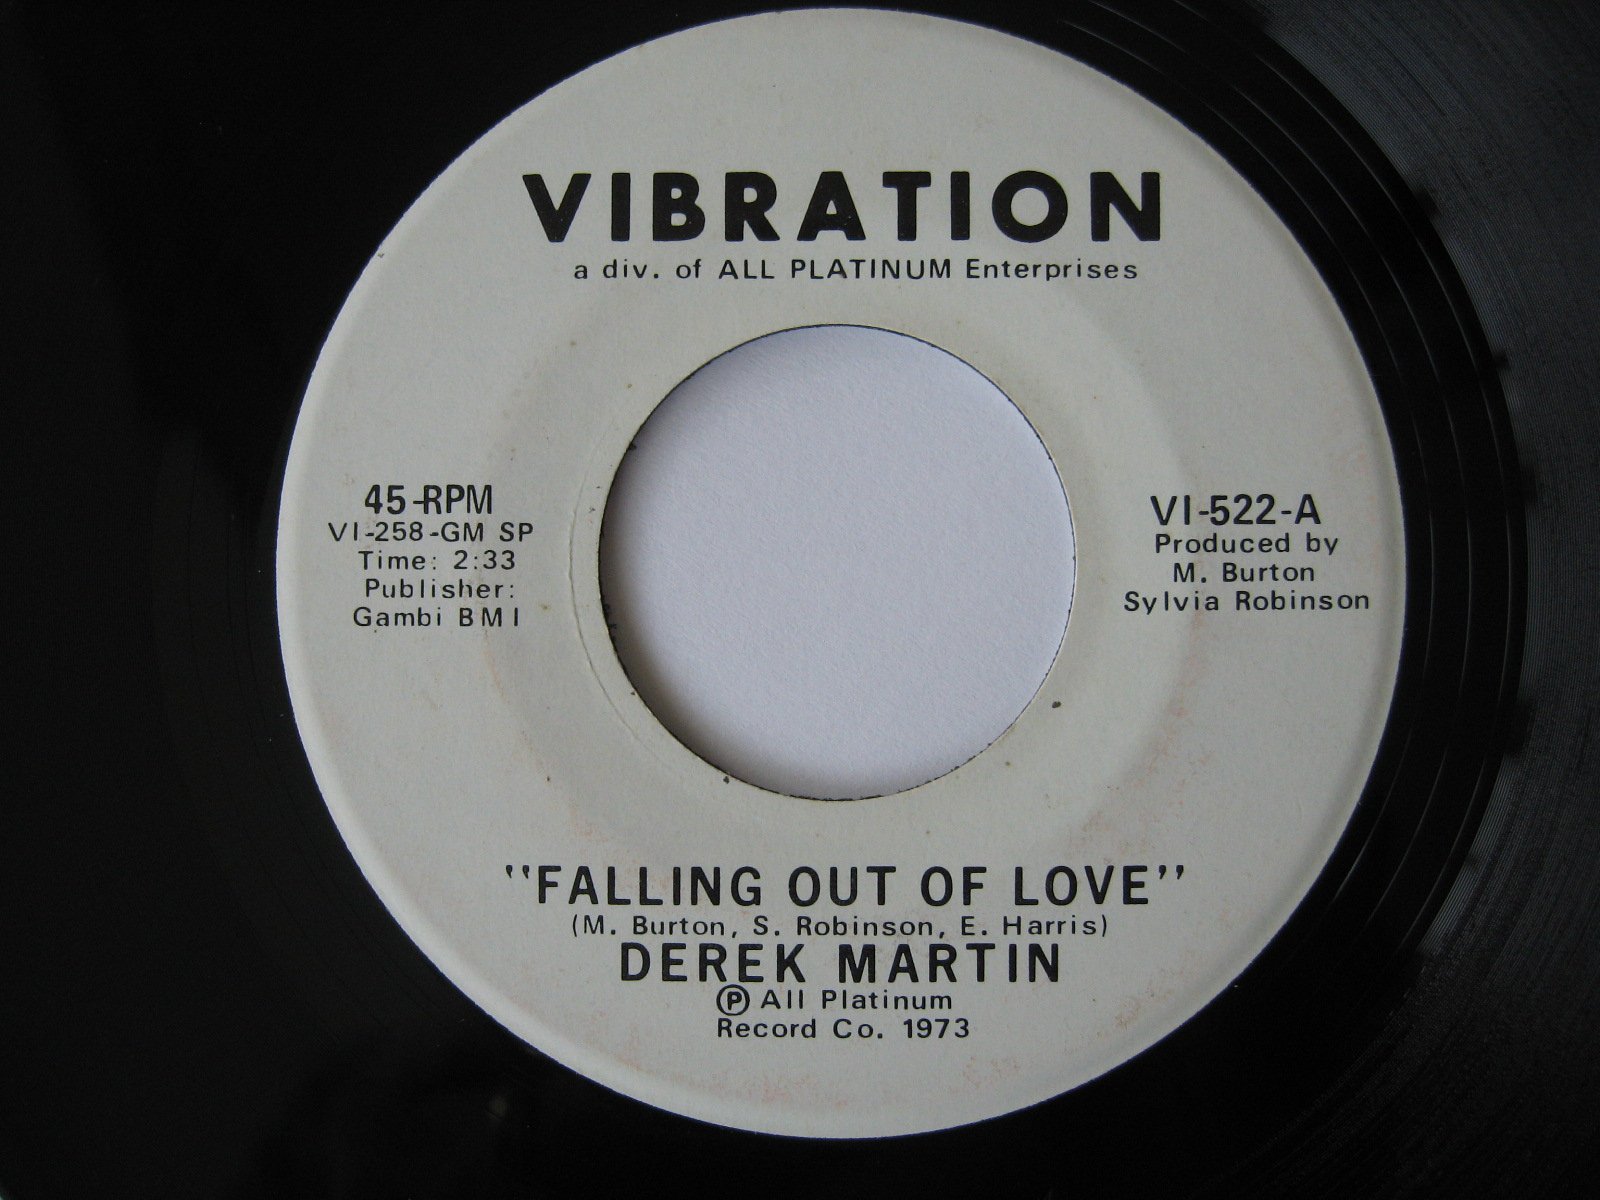 VIBRATION
a div. of ALL PLATINUM Enterprises
45-RPM
VI-258-GM SP
Time: 2:33
Publisher:
Gambi BMI
VI-522-A
Produced by
M. Burton
Sylvia Robinson
"FALLING OUT OF LOVE"
(M. Burton, S. Robinson, E. Harris)
DEREK MARTIN
Ⓟ All Platinum
Record Co. 1973